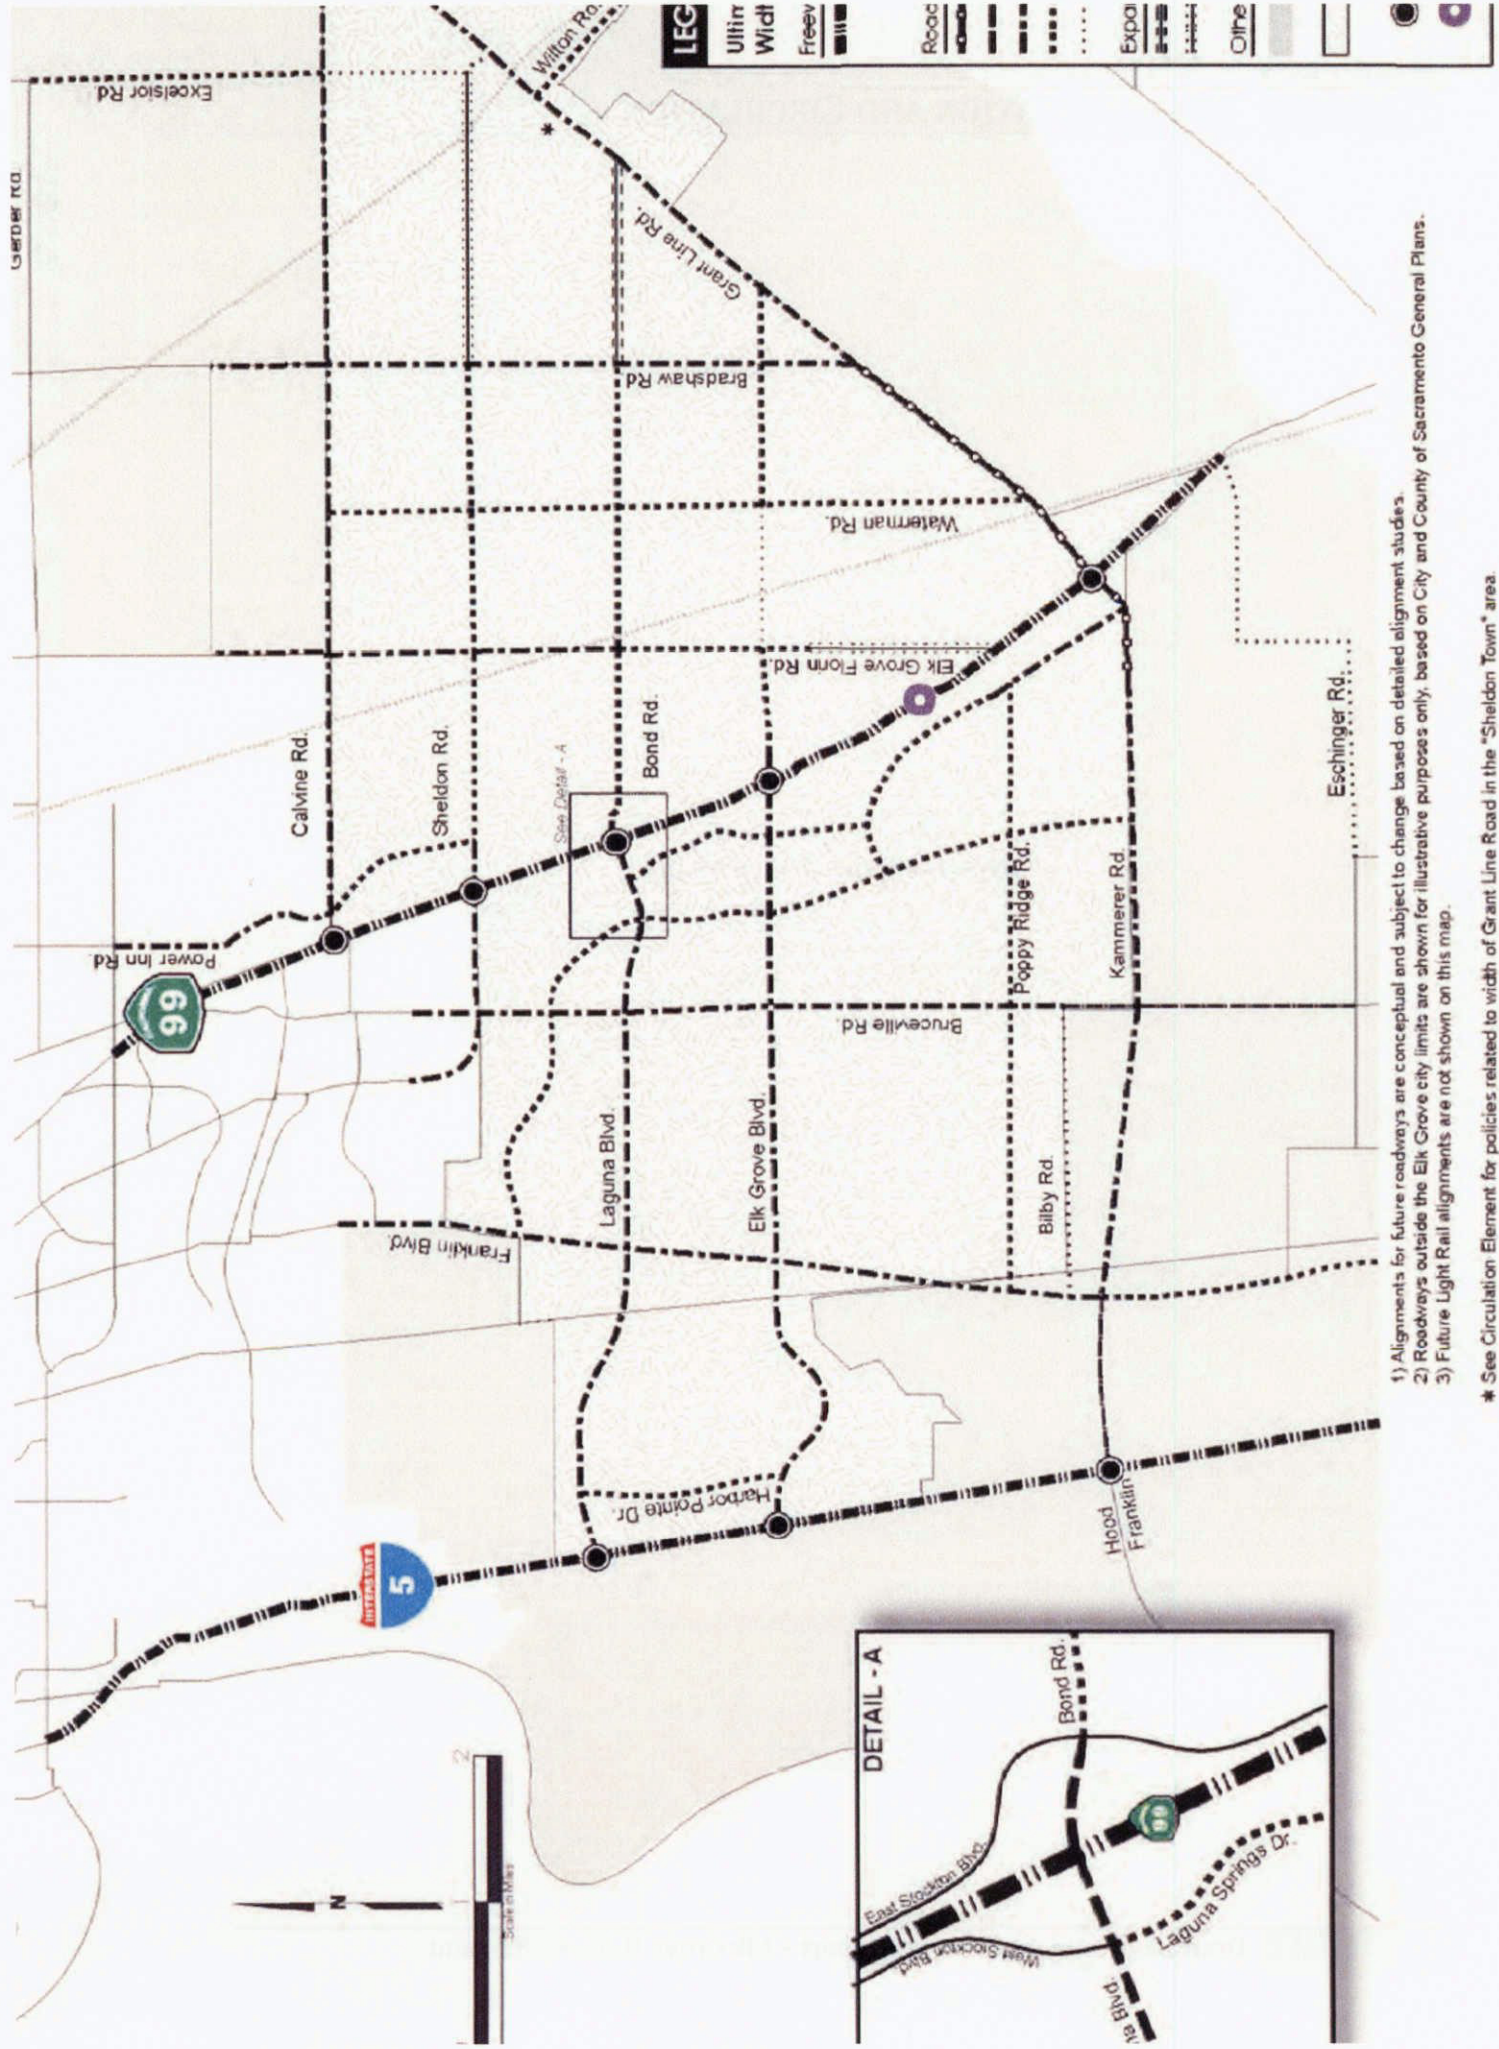 LEG
Ultim
Widt
Freew
Road
Expan
Othe
Gerber Rd.
Excelsior Rd
Wilton Rd.
*
Grant Line Rd.
Bradshaw Rd
Waterman Rd.
Elk Grove Florin Rd.
Calvine Rd.
Sheldon Rd.
See Detail - A
Bond Rd.
Power Inn Rd.
99
Poppy Ridge Rd.
Kammerer Rd.
Eschinger Rd.
Bruceville Rd.
Laguna Blvd.
Elk Grove Blvd.
Bilby Rd.
Franklin Blvd.
Harbor Pointe Dr.
INTERSTATE
5
Hood
Franklin
N
1
2
Scale in Miles
DETAIL - A
Bond Rd.
East Stockton Blvd.
99
West Stockton
Blvd.
Laguna Springs Dr.
na Blvd.
1) Alignments for future roadways are conceptual and subject to change based on detailed alignment studies.
2) Roadways outside the Elk Grove city limits are shown for illustrative purposes only, based on City and County of Sacramento General Plans.
3) Future Light Rail alignments are not shown on this map.
* See Circulation Element for policies related to width of Grant Line Road in the "Sheldon Town" area.